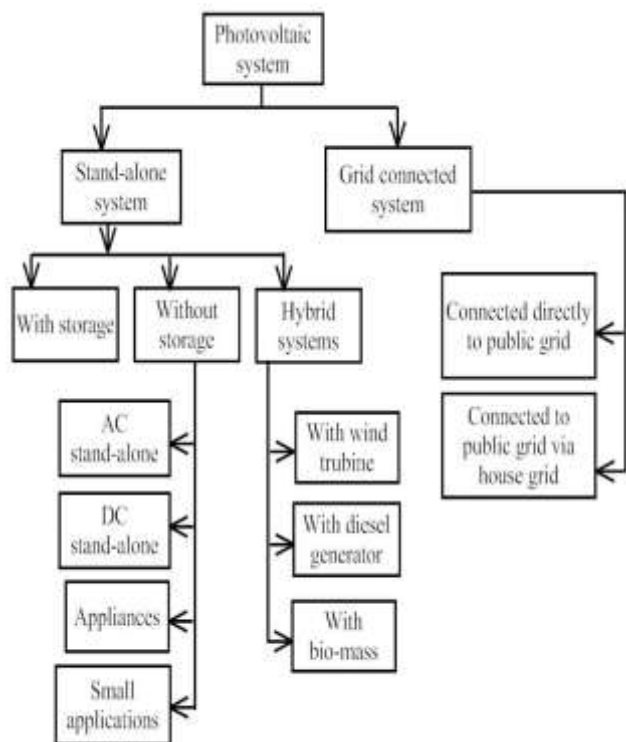 Photovoltaic
system
Stand-alone
system
Grid connected
system
With storage
Without
storage
Hybrid
systems
Connected directly
to public grid
AC
stand-alone
With wind
trubine
Connected to
public grid via
house grid
DC
stand-alone
With diesel
generator
Appliances
With
bio-mass
Small
applications